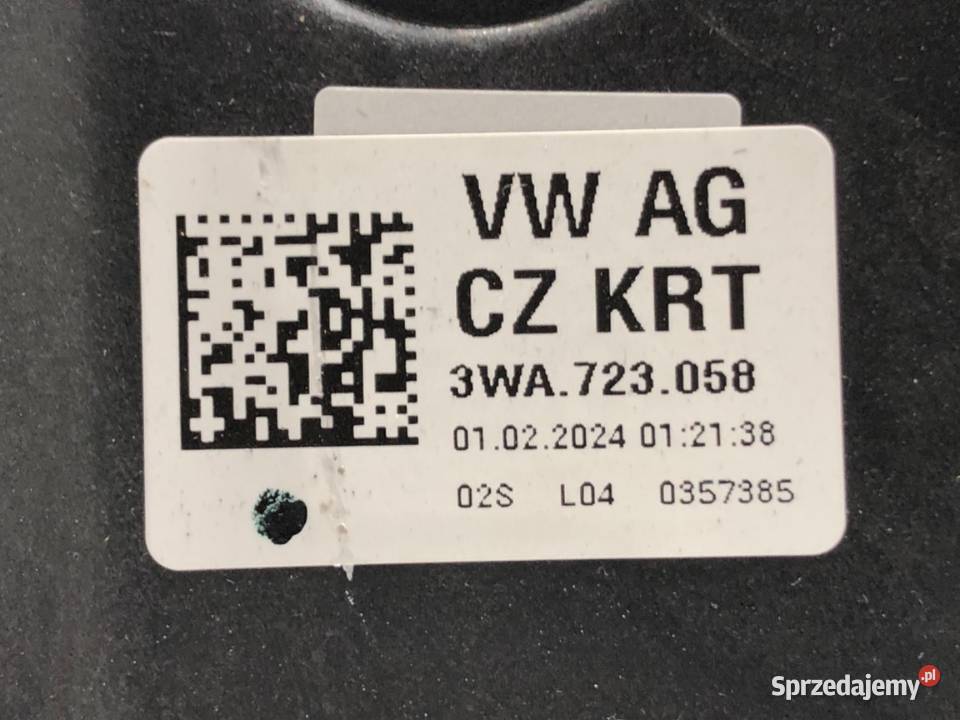 VW AG
CZ KRT
3WA.723.058
01.02.2024 01:21:38
02S L04 0357385
Sprzedajemy.pl